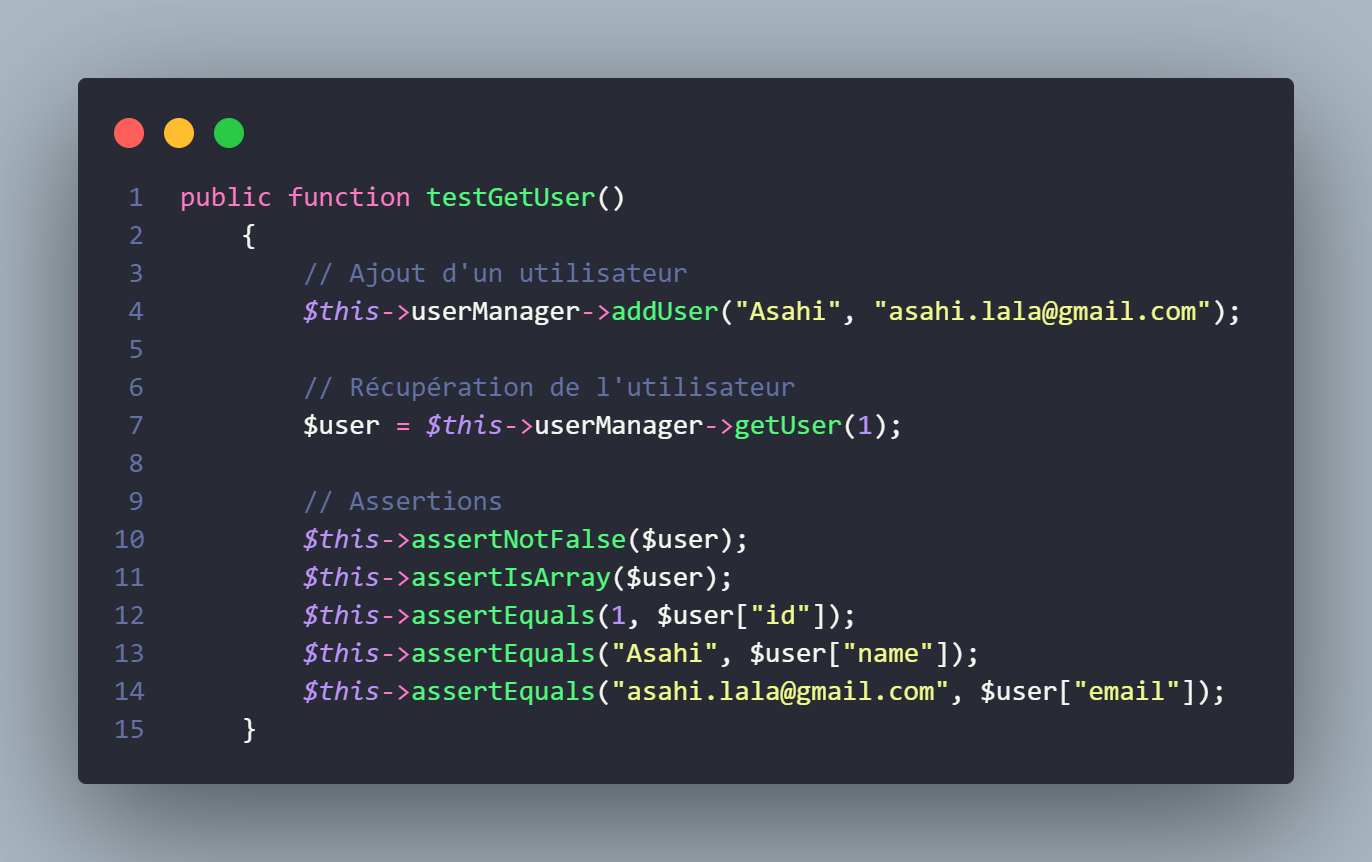 1 public function testGetUser()
2 {
3 // Ajout d'un utilisateur
4 $this->userManager->addUser("Asahi", "asahi.lala@gmail.com");
5
6 // Récupération de l'utilisateur
7 $user = $this->userManager->getUser(1);
8
9 // Assertions
10 $this->assertNotFalse($user);
11 $this->assertIsArray($user);
12 $this->assertEquals(1, $user["id"]);
13 $this->assertEquals("Asahi", $user["name"]);
14 $this->assertEquals("asahi.lala@gmail.com", $user["email"]);
15 }